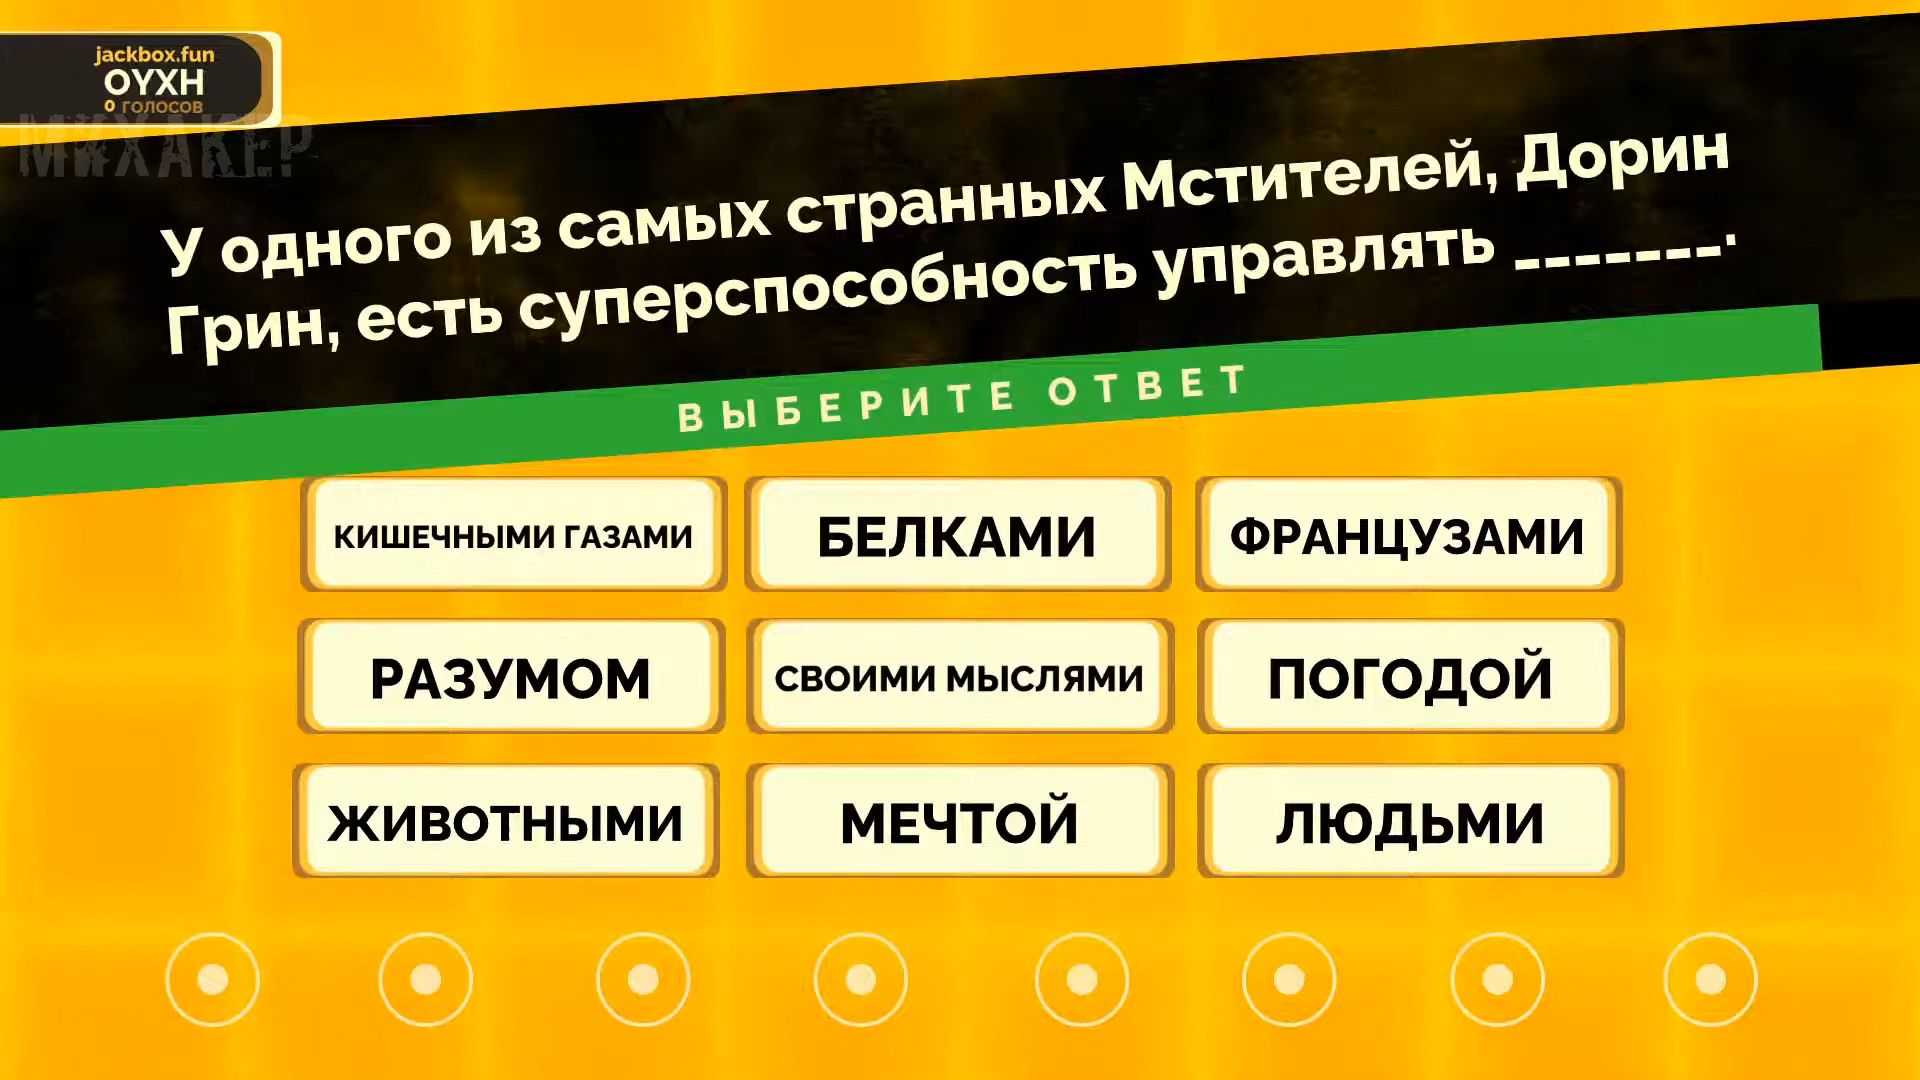 jackbox.fun
OYXH
0 ГОЛОСОВ
МИХАКЕР
У одного из самых странных Мстителей, Дорин
Грин, есть суперспособность управлять _______.
ВЫБЕРИТЕ ОТВЕТ
КИШЕЧНЫМИ ГАЗАМИ
БЕЛКАМИ
ФРАНЦУЗАМИ
РАЗУМОМ
СВОИМИ МЫСЛЯМИ
ПОГОДОЙ
ЖИВОТНЫМИ
МЕЧТОЙ
ЛЮДЬМИ